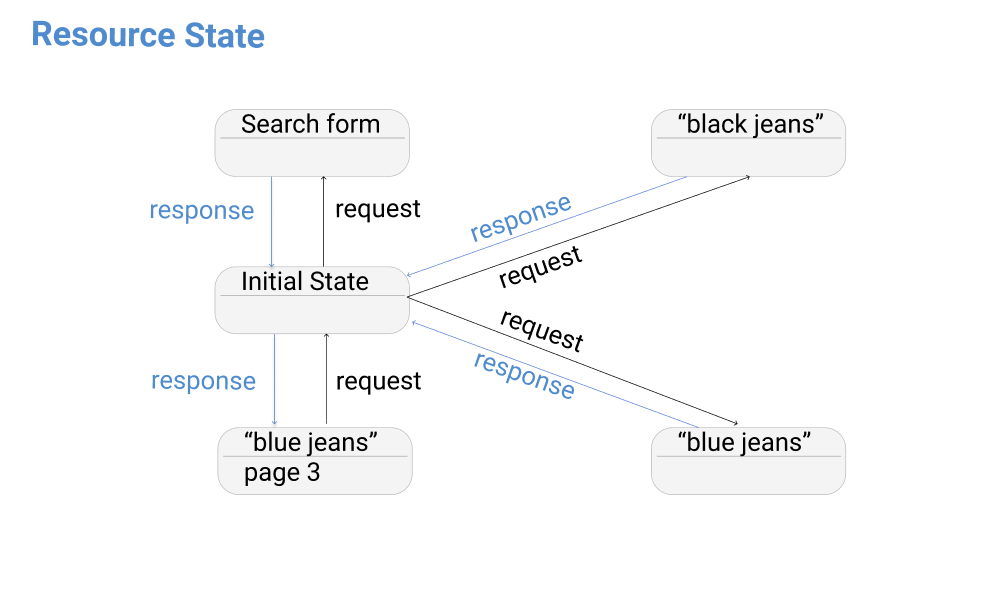 Resource State
Search form
“black jeans”
response
request
response
request
Initial State
request
response
response
request
“blue jeans”
page 3
“blue jeans”